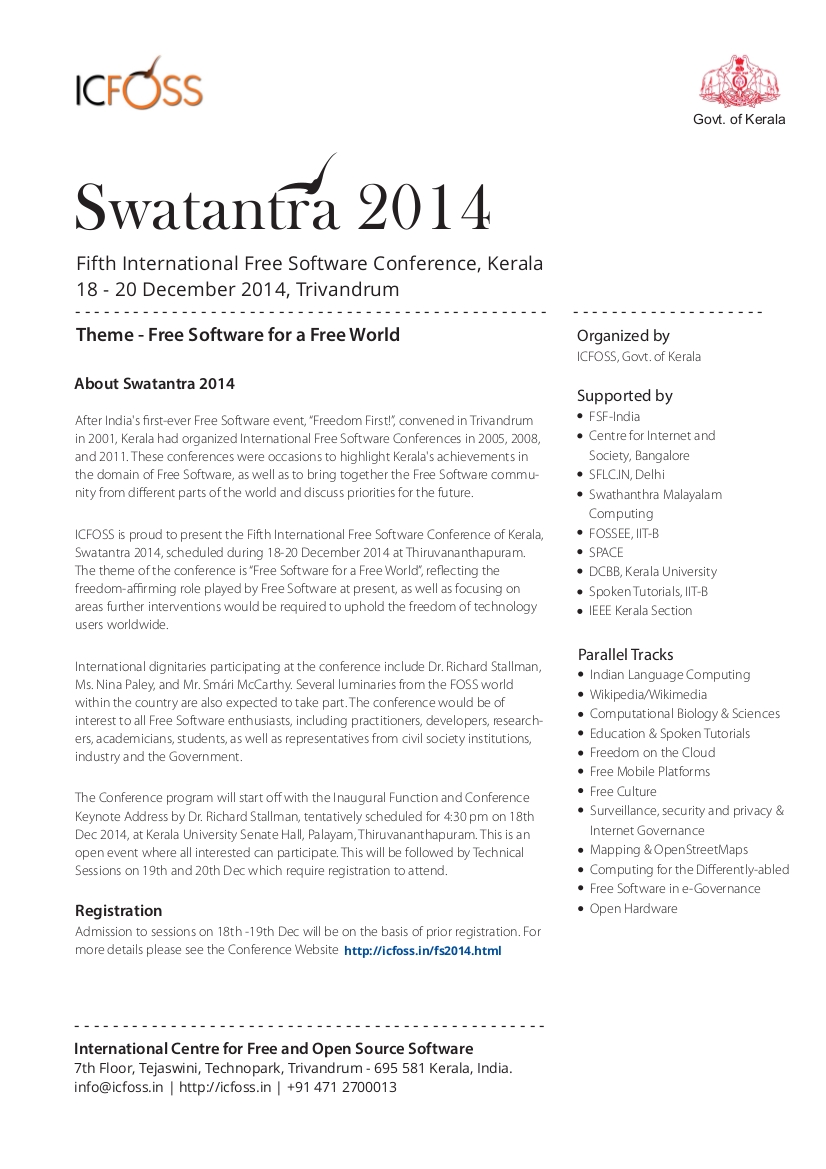 ICFOSS
Govt. of Kerala
Swatantra 2014
Fifth International Free Software Conference, Kerala
18 - 20 December 2014, Trivandrum
Theme - Free Software for a Free World
About Swatantra 2014
After India's first-ever Free Software event, “Freedom First!”, convened in Trivandrum
in 2001, Kerala had organized International Free Software Conferences in 2005, 2008,
and 2011. These conferences were occasions to highlight Kerala's achievements in
the domain of Free Software, as well as to bring together the Free Software commu-
nity from different parts of the world and discuss priorities for the future.
ICFOSS is proud to present the Fifth International Free Software Conference of Kerala,
Swatantra 2014, scheduled during 18-20 December 2014 at Thiruvananthapuram.
The theme of the conference is “Free Software for a Free World”, reflecting the
freedom-affirming role played by Free Software at present, as well as focusing on
areas further interventions would be required to uphold the freedom of technology
users worldwide.
International dignitaries participating at the conference include Dr. Richard Stallman,
Ms. Nina Paley, and Mr. Smári McCarthy. Several luminaries from the FOSS world
within the country are also expected to take part. The conference would be of
interest to all Free Software enthusiasts, including practitioners, developers, research-
ers, academicians, students, as well as representatives from civil society institutions,
industry and the Government.
The Conference program will start off with the Inaugural Function and Conference
Keynote Address by Dr. Richard Stallman, tentatively scheduled for 4:30 pm on 18th
Dec 2014, at Kerala University Senate Hall, Palayam, Thiruvananthapuram. This is an
open event where all interested can participate. This will be followed by Technical
Sessions on 19th and 20th Dec which require registration to attend.
Registration
Admission to sessions on 18th -19th Dec will be on the basis of prior registration. For
more details please see the Conference Website http://icfoss.in/fs2014.html
Organized by
ICFOSS, Govt. of Kerala
Supported by
• FSF-India
• Centre for Internet and
Society, Bangalore
• SFLC.IN, Delhi
• Swathanthra Malayalam
Computing
• FOSSEE, IIT-B
• SPACE
• DCBB, Kerala University
• Spoken Tutorials, IIT-B
• IEEE Kerala Section
Parallel Tracks
• Indian Language Computing
• Wikipedia/Wikimedia
• Computational Biology & Sciences
• Education & Spoken Tutorials
• Freedom on the Cloud
• Free Mobile Platforms
• Free Culture
• Surveillance, security and privacy &
Internet Governance
• Mapping & OpenStreetMaps
• Computing for the Differently-abled
• Free Software in e-Governance
• Open Hardware
International Centre for Free and Open Source Software
7th Floor, Tejaswini, Technopark, Trivandrum - 695 581 Kerala, India.
info@icfoss.in | http://icfoss.in | +91 471 2700013